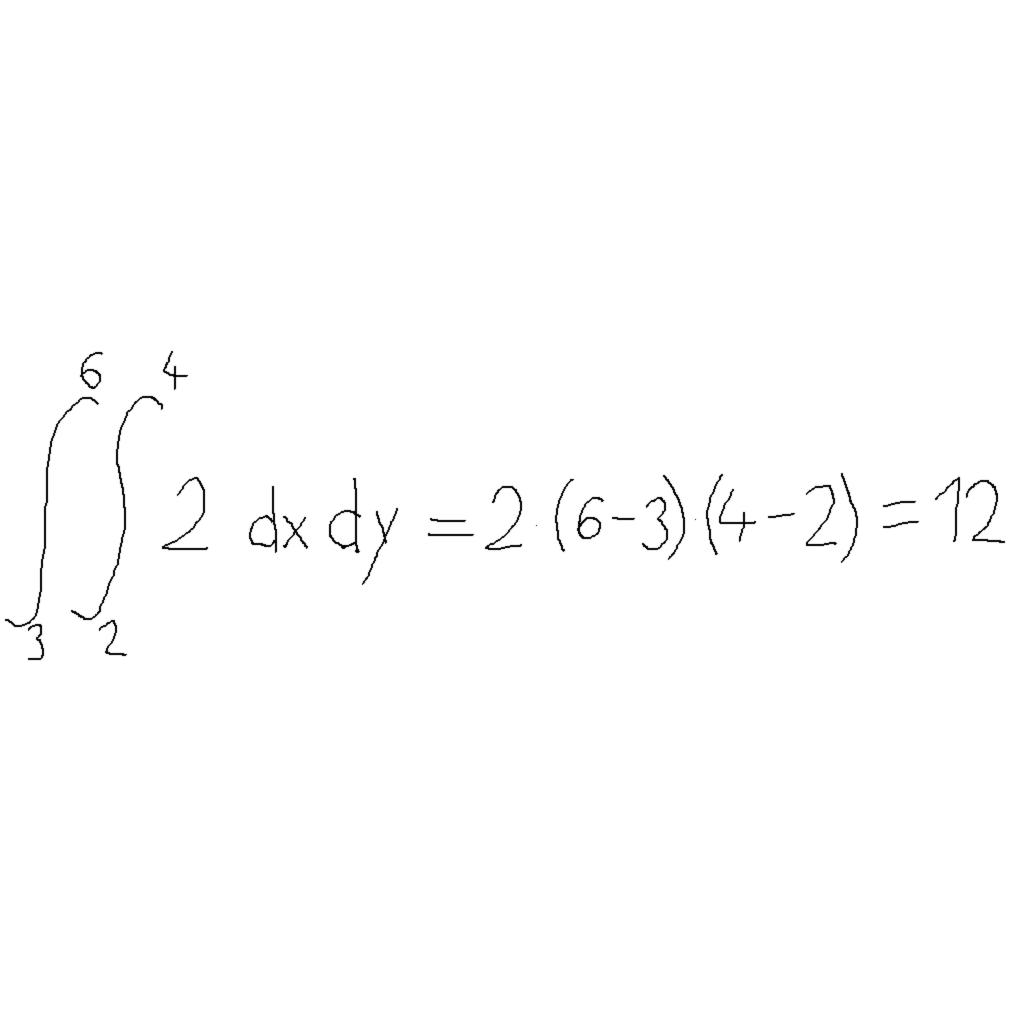 ∫₃⁶ ∫₂⁴ 2 dx dy = 2 (6-3) (4-2) = 12